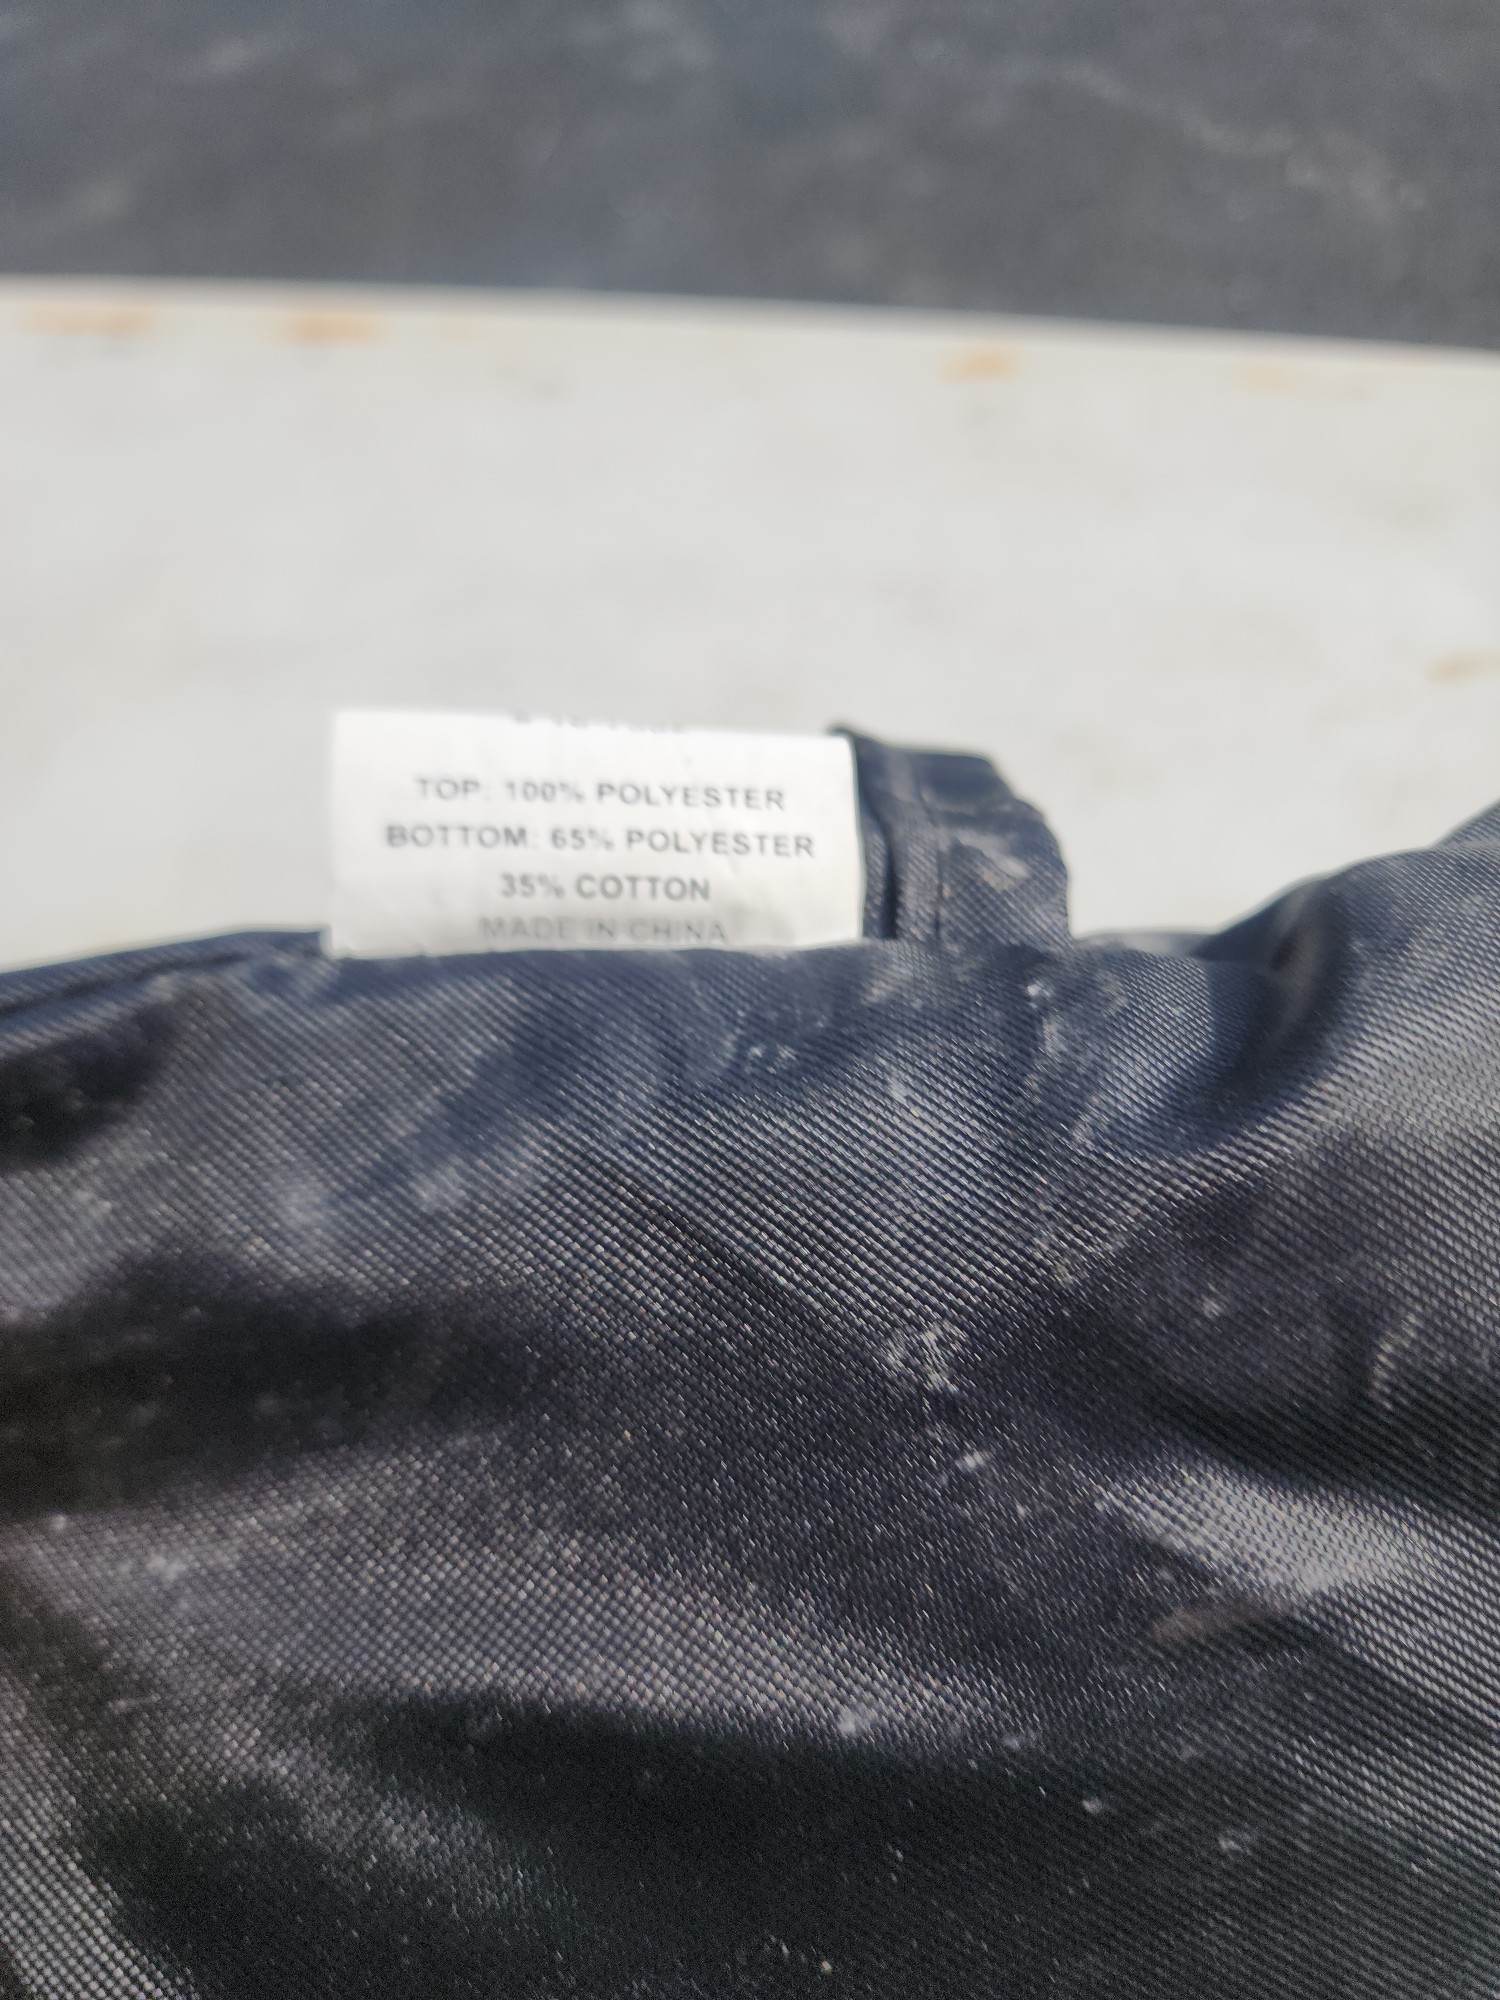 TOP: 100% POLYESTER
BOTTOM: 65% POLYESTER
35% COTTON
MADE IN CHINA